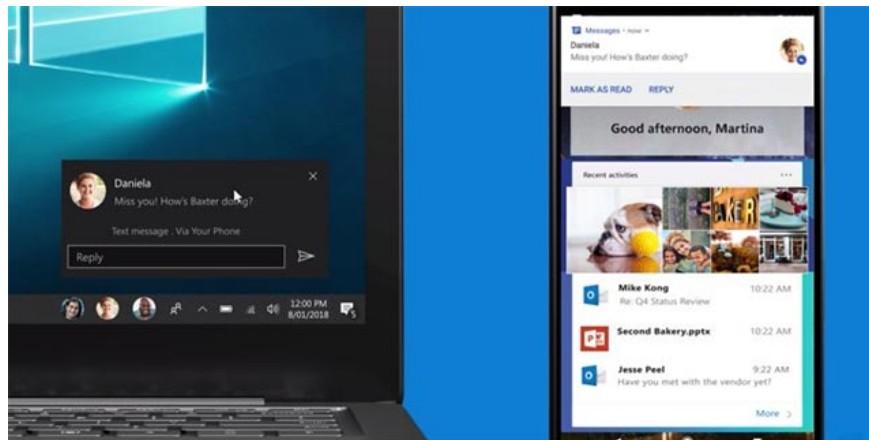 Daniela
Miss you! How's Baxter doing?
Text message . Via Your Phone
Reply
12:00 PM
8/01/2018
5
Messages • now
Daniela
Miss you! How's Baxter doing?
MARK AS READ REPLY
Good afternoon, Martina
Recent activities
BAKER
Mike Kong 10:22 AM
Re: Q4 Status Review
Second Bakery.pptx 10:22 AM
Jesse Peel 9:22 AM
Have you met with the vendor yet?
More